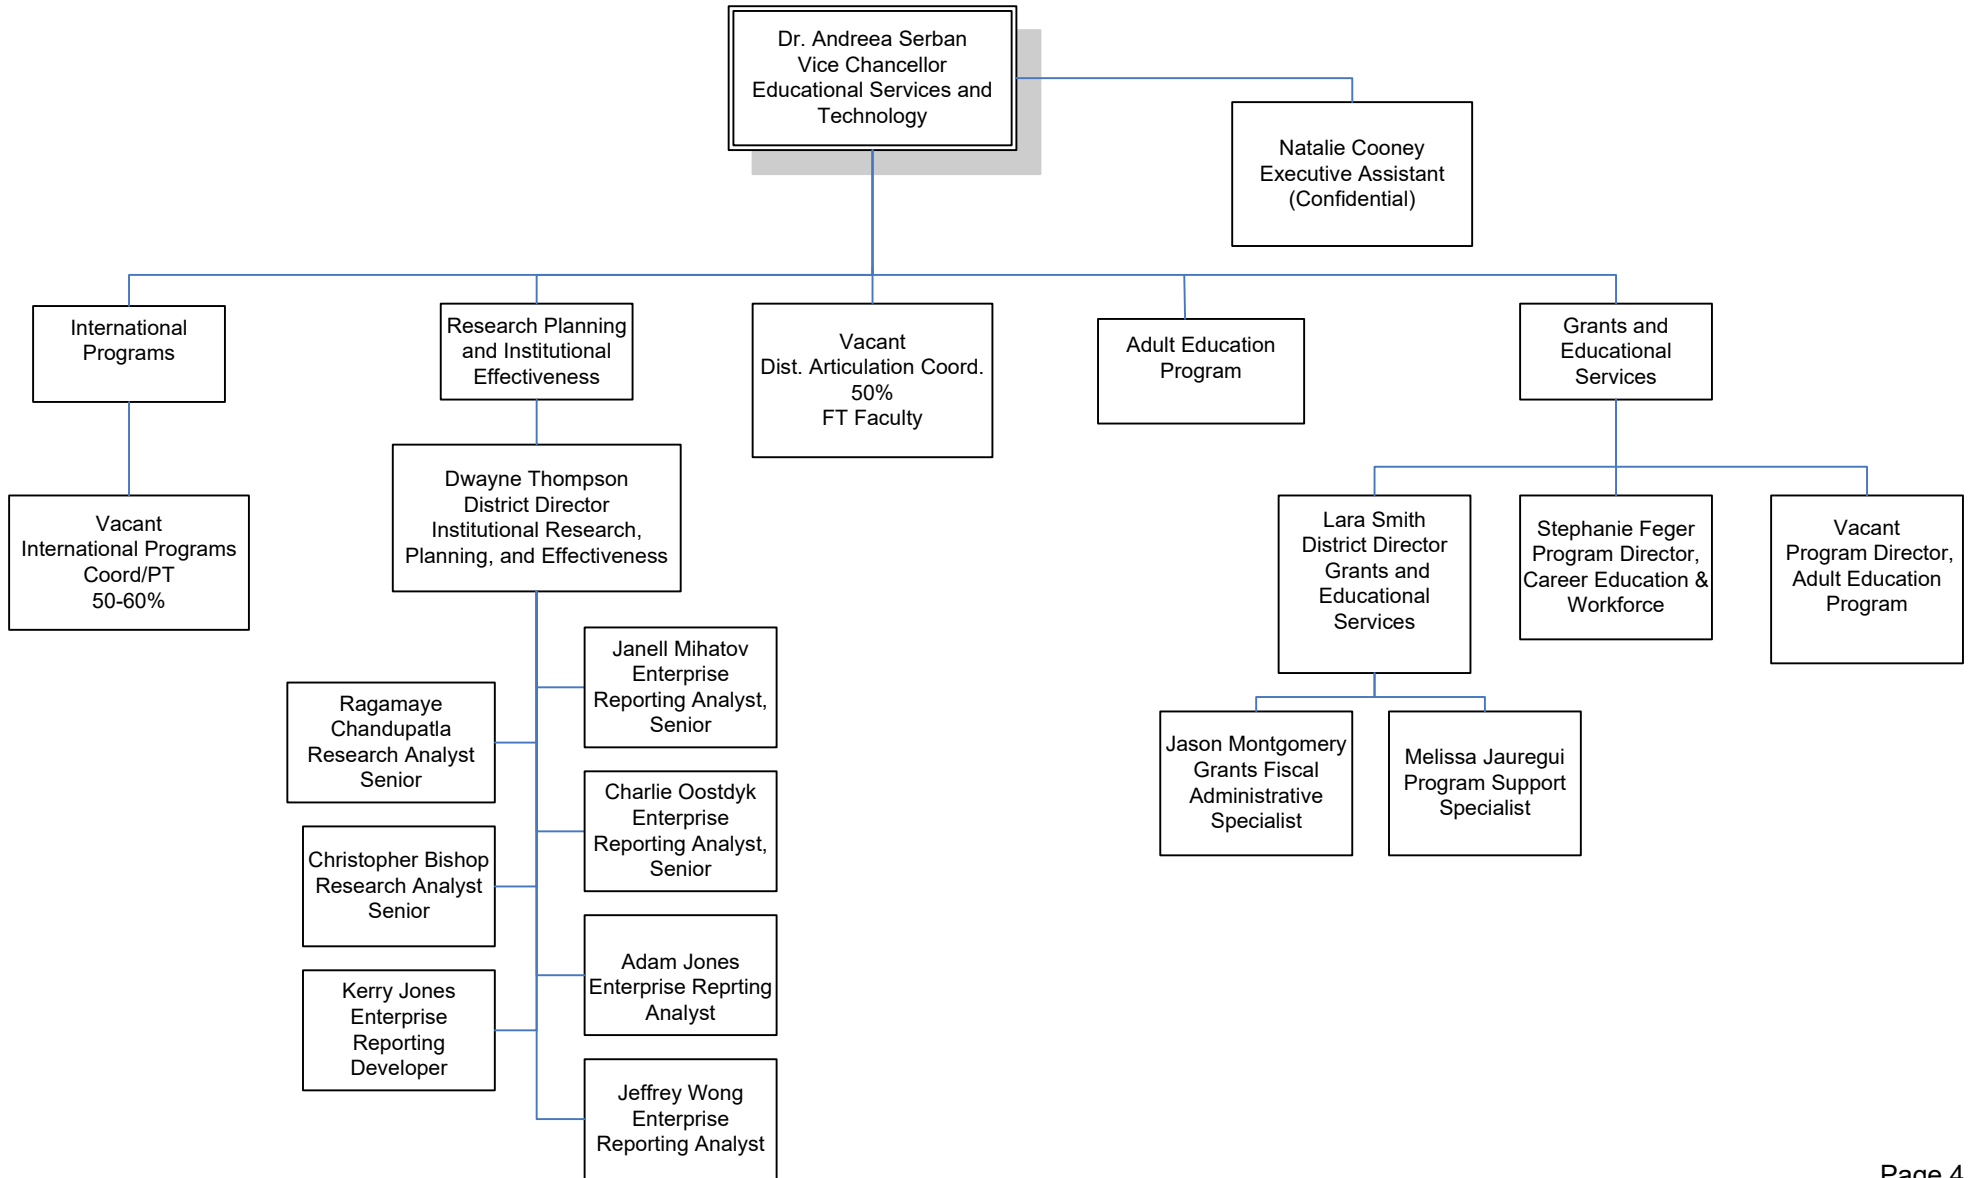 Dr. Andreea Serban
Vice Chancellor
Educational Services and
Technology
Natalie Cooney
Executive Assistant
(Confidential)
International
Programs
Research Planning
and Institutional
Effectiveness
Vacant
Dist. Articulation Coord.
50%
FT Faculty
Adult Education
Program
Grants and
Educational
Services
Vacant
International Programs
Coord/PT
50-60%
Dwayne Thompson
District Director
Institutional Research,
Planning, and Effectiveness
Lara Smith
District Director
Grants and
Educational
Services
Stephanie Feger
Program Director,
Career Education &
Workforce
Vacant
Program Director,
Adult Education
Program
Janell Mihatov
Enterprise
Reporting Analyst,
Senior
Ragamaye
Chandupatla
Research Analyst
Senior
Jason Montgomery
Grants Fiscal
Administrative
Specialist
Melissa Jauregui
Program Support
Specialist
Charlie Oostdyk
Enterprise
Reporting Analyst,
Senior
Christopher Bishop
Research Analyst
Senior
Adam Jones
Enterprise Reprting
Analyst
Kerry Jones
Enterprise
Reporting
Developer
Jeffrey Wong
Enterprise
Reporting Analyst
Page 4